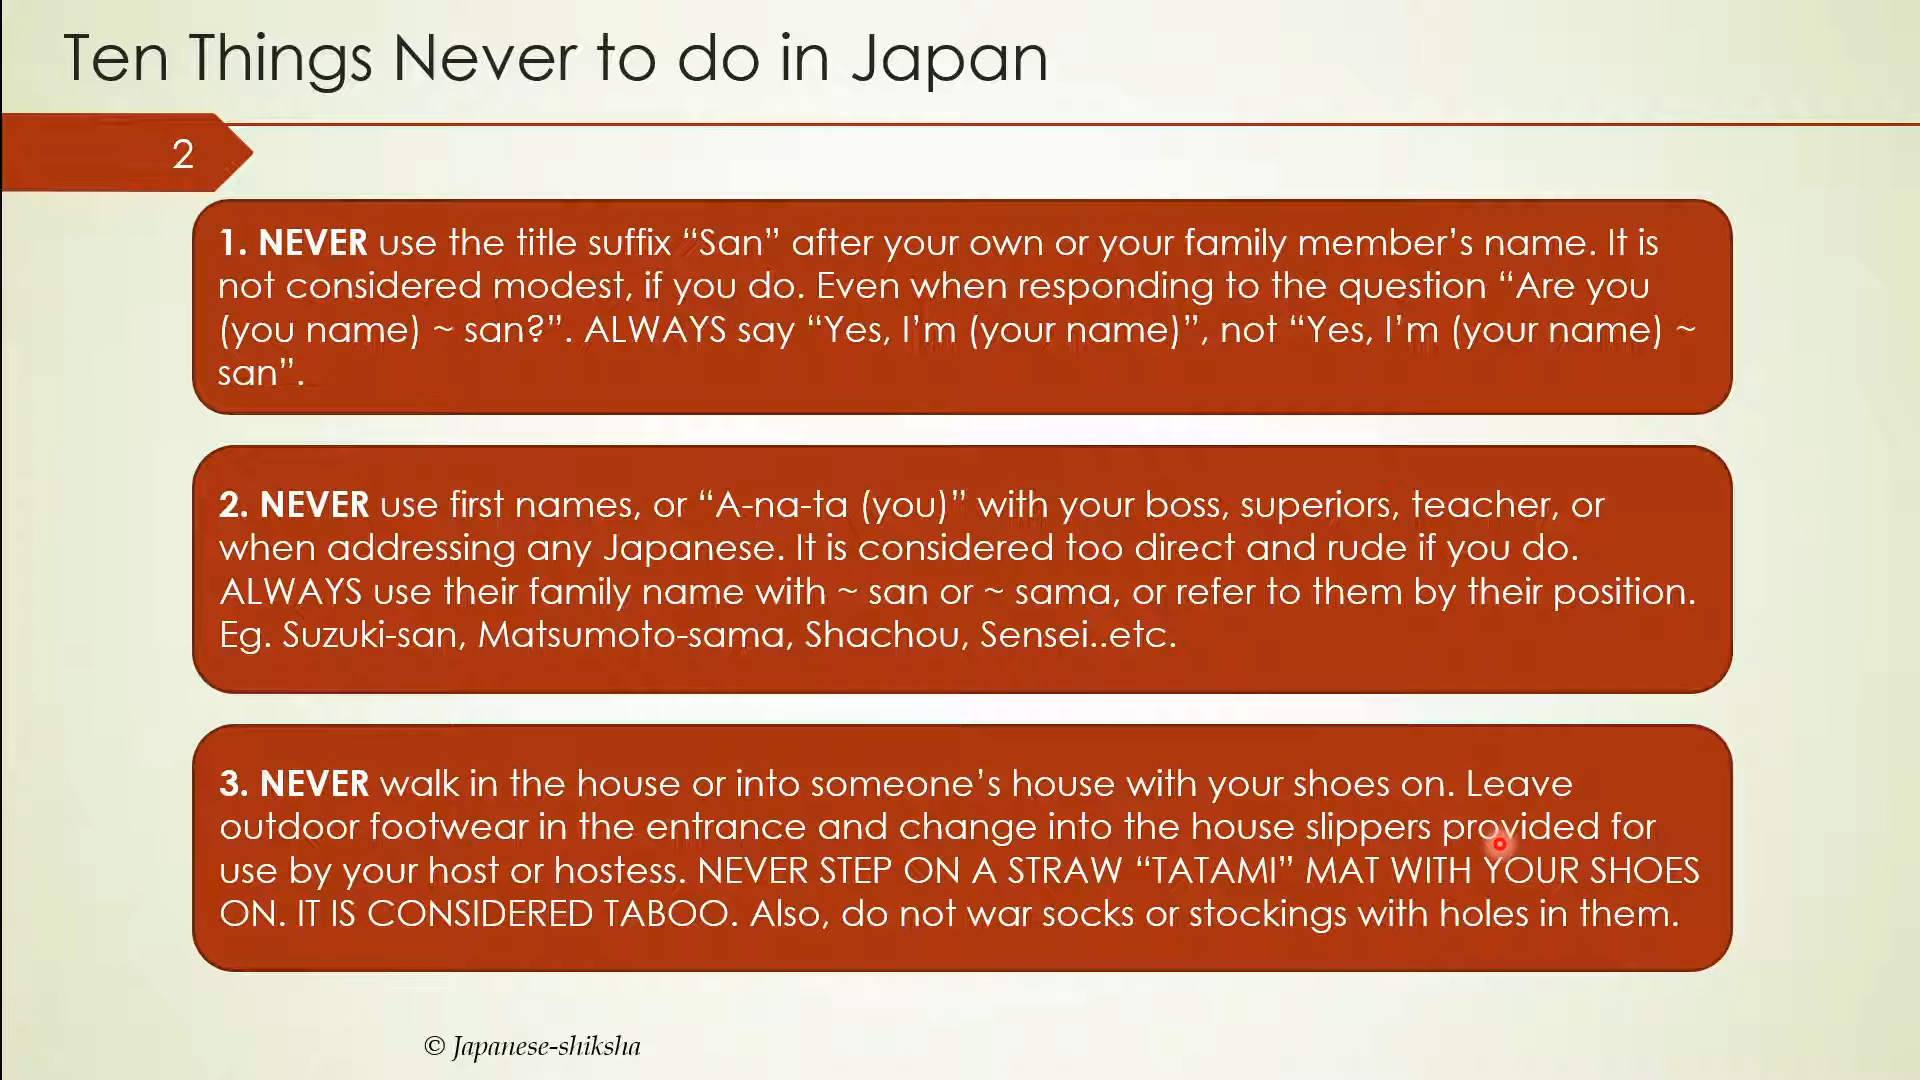 Ten Things Never to do in Japan
2
1. NEVER use the title suffix “San” after your own or your family member’s name. It is
not considered modest, if you do. Even when responding to the question “Are you
(you name) ~ san?”. ALWAYS say “Yes, I’m (your name)”, not “Yes, I’m (your name) ~
san”.
2. NEVER use first names, or “A-na-ta (you)” with your boss, superiors, teacher, or
when addressing any Japanese. It is considered too direct and rude if you do.
ALWAYS use their family name with ~ san or ~ sama, or refer to them by their position.
Eg. Suzuki-san, Matsumoto-sama, Shachou, Sensei..etc.
3. NEVER walk in the house or into someone’s house with your shoes on. Leave
outdoor footwear in the entrance and change into the house slippers provided for
use by your host or hostess. NEVER STEP ON A STRAW “TATAMI” MAT WITH YOUR SHOES
ON. IT IS CONSIDERED TABOO. Also, do not war socks or stockings with holes in them.
© Japanese-shiksha